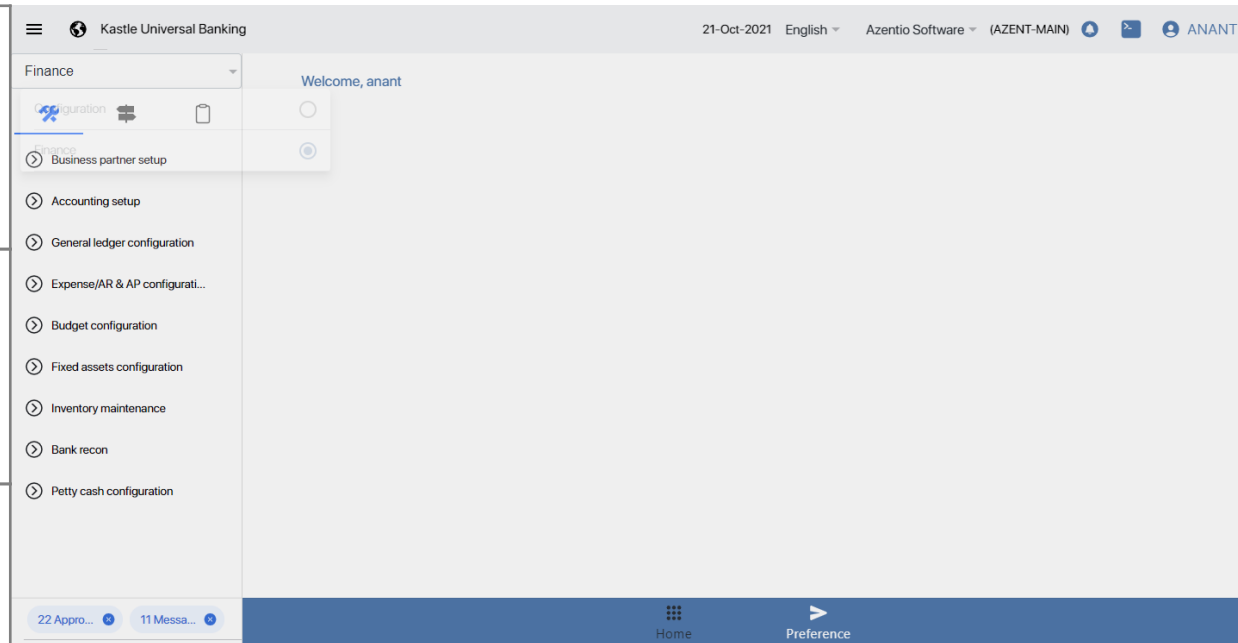 Kastle Universal Banking
21-Oct-2021 English Azentio Software (AZENT-MAIN) ANANT
Finance
Welcome, anant
Configuration
Finance
Business partner setup
Accounting setup
General ledger configuration
Expense/AR & AP configurati...
Budget configuration
Fixed assets configuration
Inventory maintenance
Bank recon
Petty cash configuration
22 Appro... 11 Messa...
Home Preference